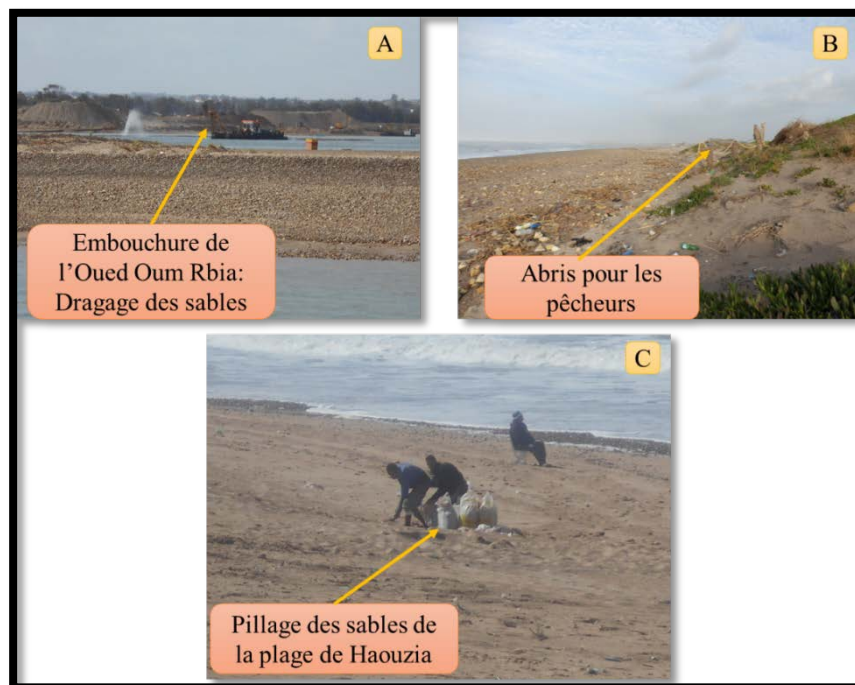 A
Embouchure de
l'Oued Oum Rbia:
Dragage des sables
B
Abris pour les
pêcheurs
C
Pillage des sables de
la plage de Haouzia